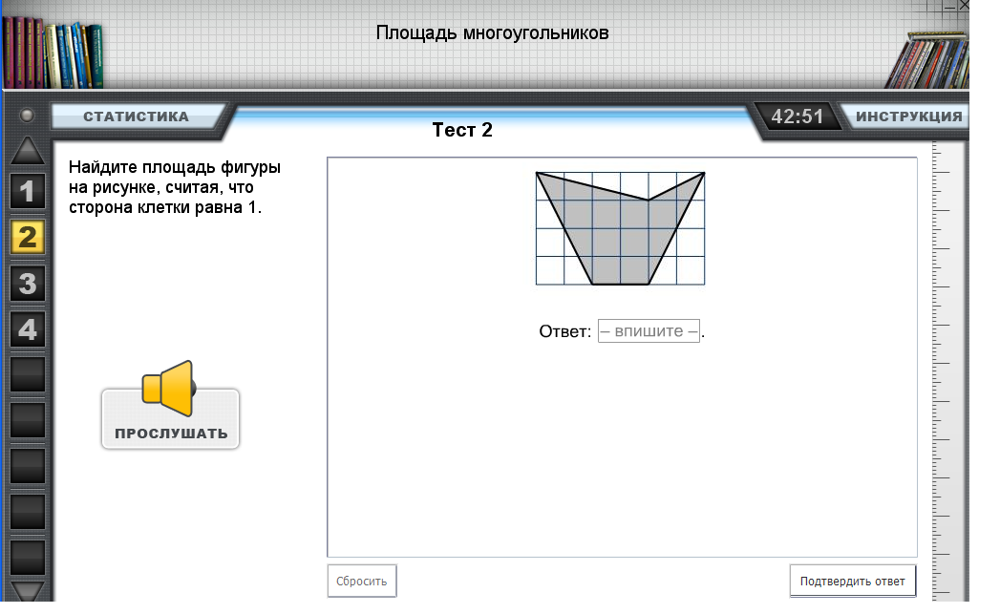 Площадь многоугольников
СТАТИСТИКА
Тест 2
42:51
ИНСТРУКЦИЯ
Найдите площадь фигуры
на рисунке, считая, что
сторона клетки равна 1.
1
2
3
4
Ответ: – впишите –.
ПРОСЛУШАТЬ
Сбросить
Подтвердить ответ